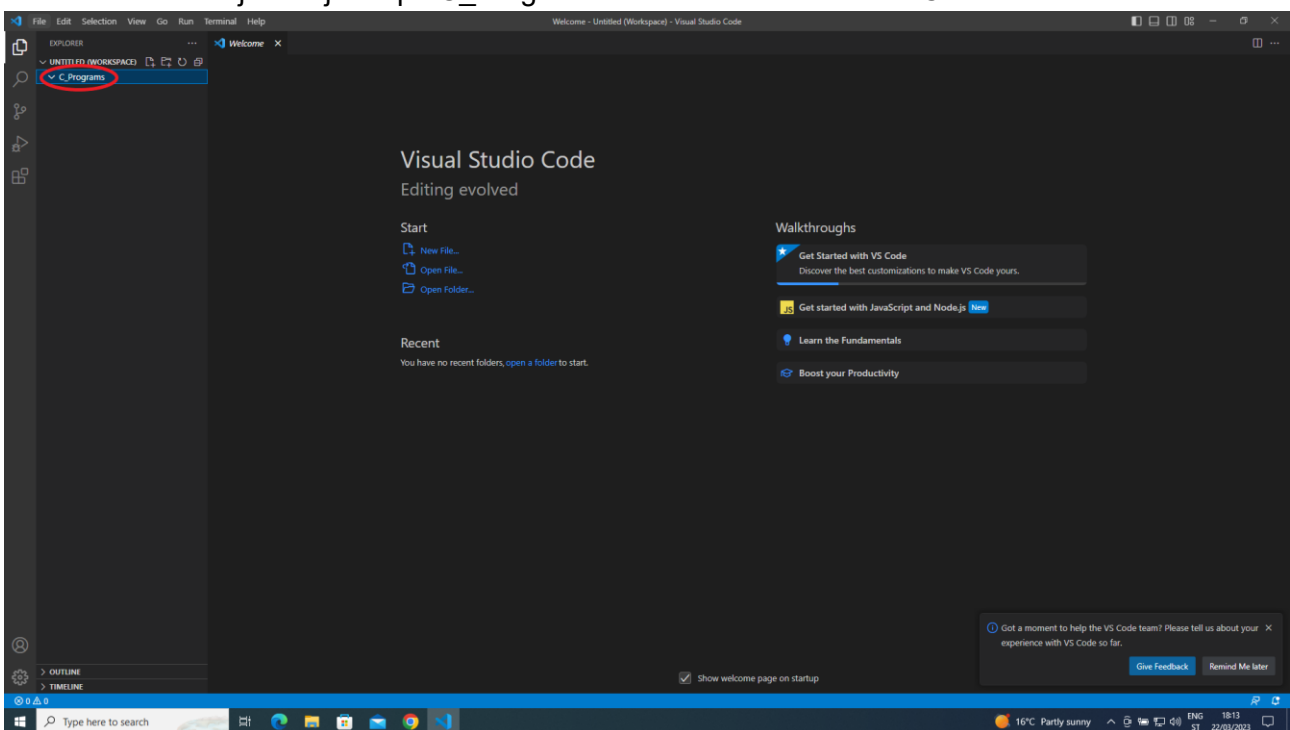 File Edit Selection View Go Run Terminal Help
Welcome - Untitled (Workspace) - Visual Studio Code
EXPLORER
Welcome
UNTITLED (WORKSPACE)
C_Programs
Visual Studio Code
Editing evolved
Start
New File...
Open File...
Open Folder...
Recent
You have no recent folders, open a folder to start.
Walkthroughs
Get Started with VS Code
Discover the best customizations to make VS Code yours.
JS Get started with JavaScript and Node.js New
Learn the Fundamentals
Boost your Productivity
Got a moment to help the VS Code team? Please tell us about your
experience with VS Code so far.
Give Feedback Remind Me later
OUTLINE
TIMELINE
Show welcome page on startup
0 0
Type here to search
16°C Partly sunny
ENG 18:13
ST 22/03/2023